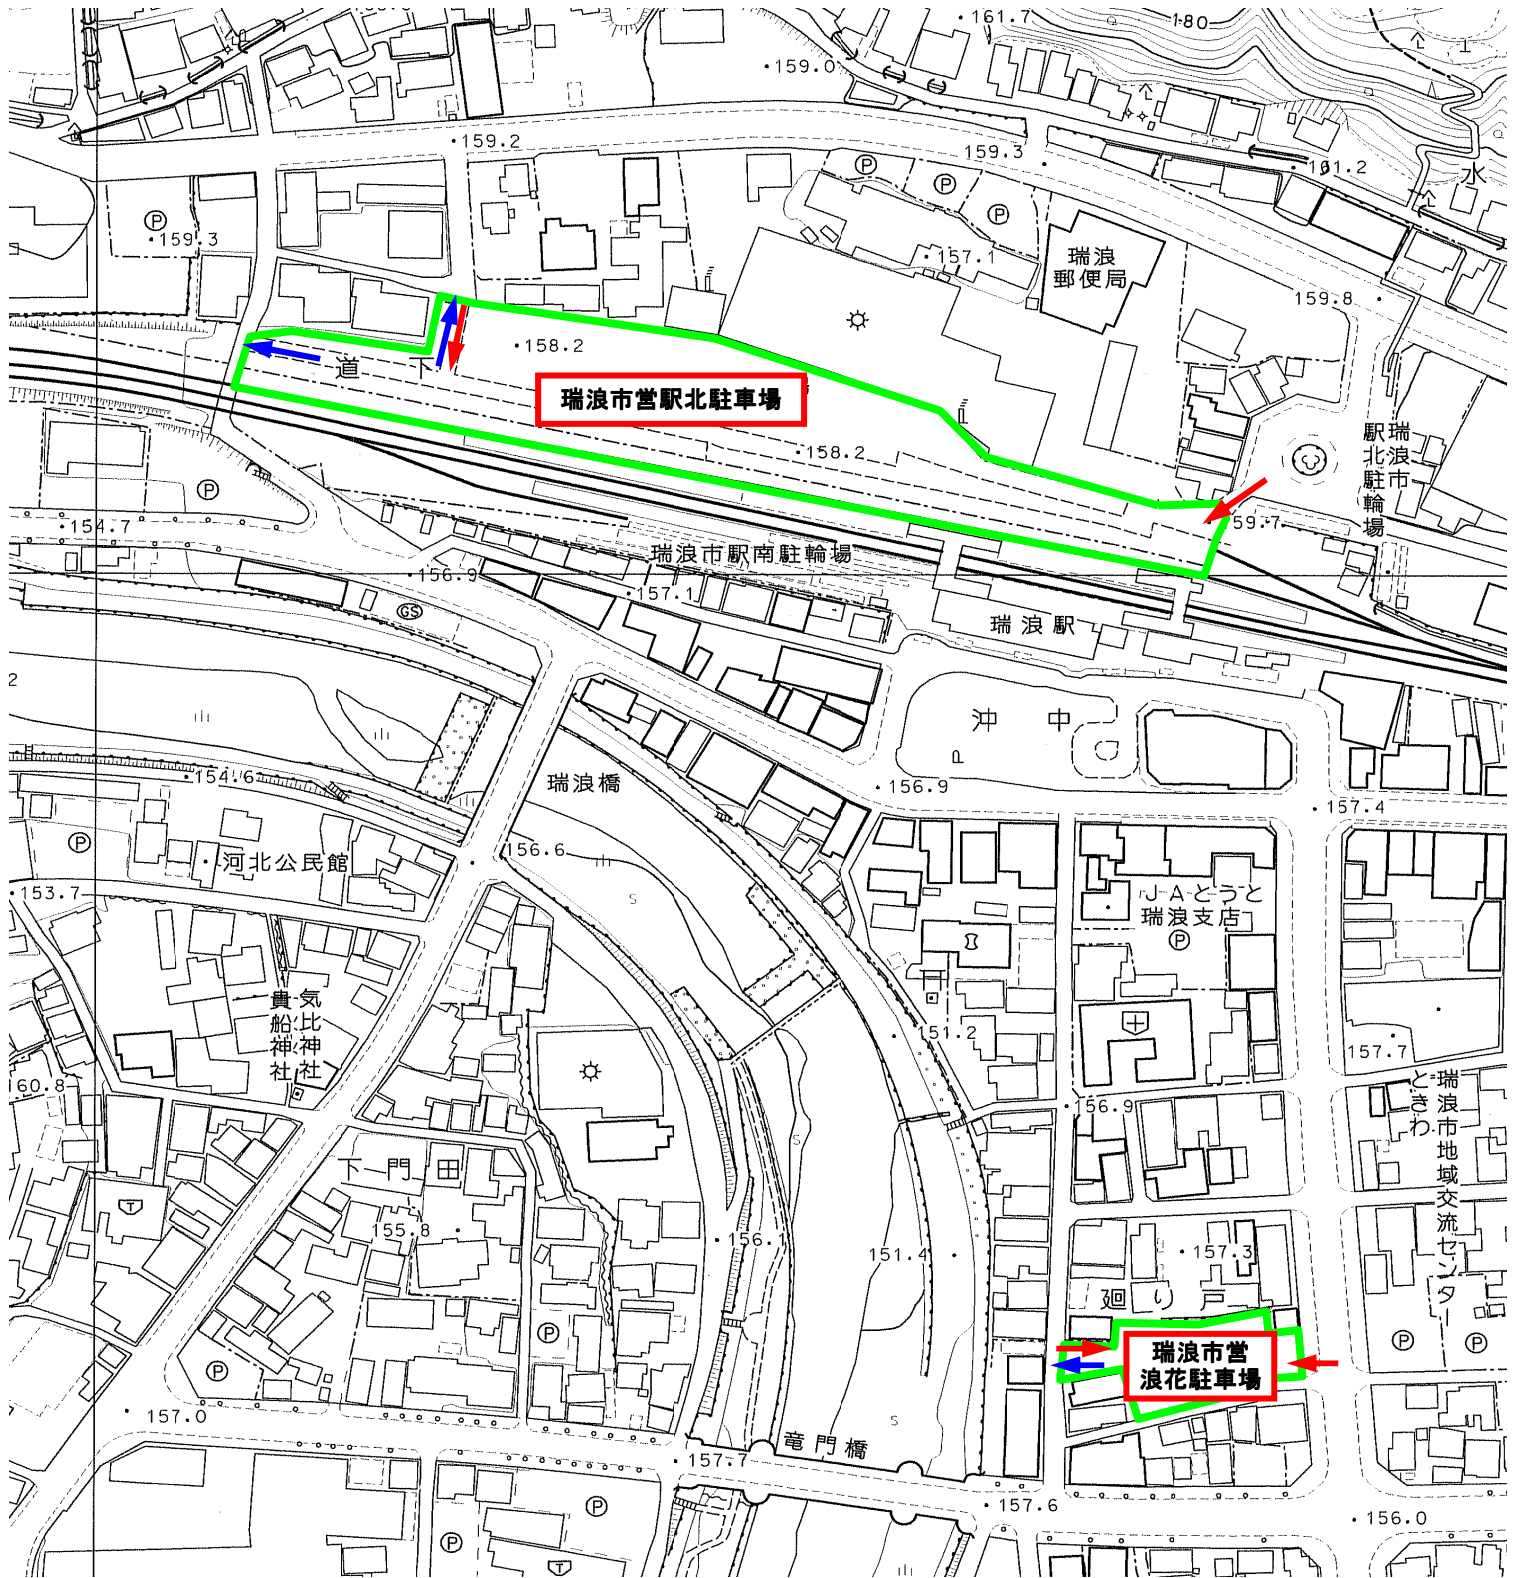 161.7
180
159.0
159.2
159.3
161.2
水
P
P
P
P
159.3
157.1
瑞浪
郵便局
159.8
158.2
道
下
瑞浪市営駅北駐車場
158.2
瑞浪市
駅北駐輪場
P
154.7
59.7
瑞浪市駅南駐輪場
156.9
157.1
GS
瑞浪駅
2
沖中
P
154.6
瑞浪橋
156.9
157.4
P
156.6
河北公民館
153.7
JAとうと
瑞浪支店
P
気比神社
貴船神社
151.2
157.7
160.8
156.9
瑞浪市地域交流センター
ときわ
下門田
155.8
156.1
151.4
157.3
廻り戸
P
P
P
P
瑞浪市営
浪花駐車場
157.0
竜門橋
157.7
157.6
156.0
P
P